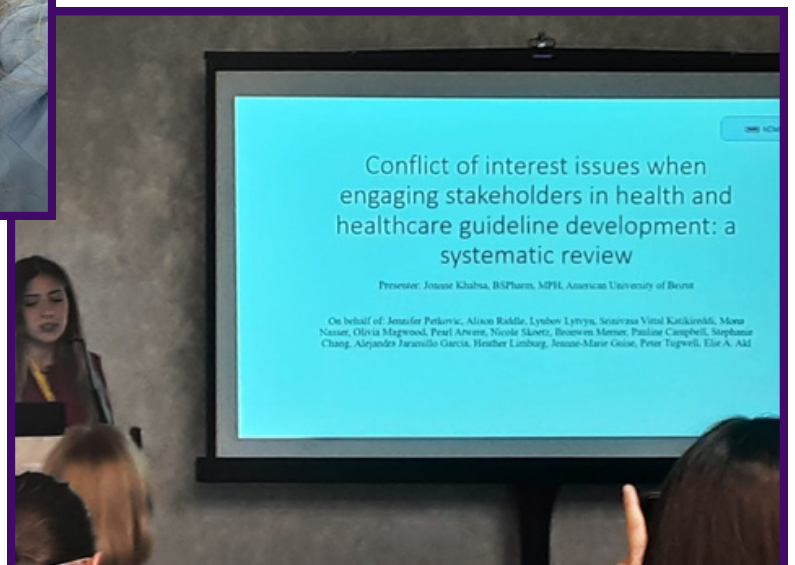 Conflict of interest issues when
engaging stakeholders in health and
healthcare guideline development: a
systematic review
Presenter: Joanne Khabsa, BSPharm, MPH, American University of Beirut
On behalf of: Jennifer Petkovic, Alison Riddle, Lyubov Lytvyn, Srinivasa Vittal Katikireddi, Mona
Nasser, Olivia Magwood, Pearl Atwere, Nicole Skoetz, Bronwen Merner, Pauline Campbell, Stephanie
Chang, Alejandra Jaramillo Garcia, Heather Limburg, Jeanne-Marie Guise, Peter Tugwell, Elie A. Akl